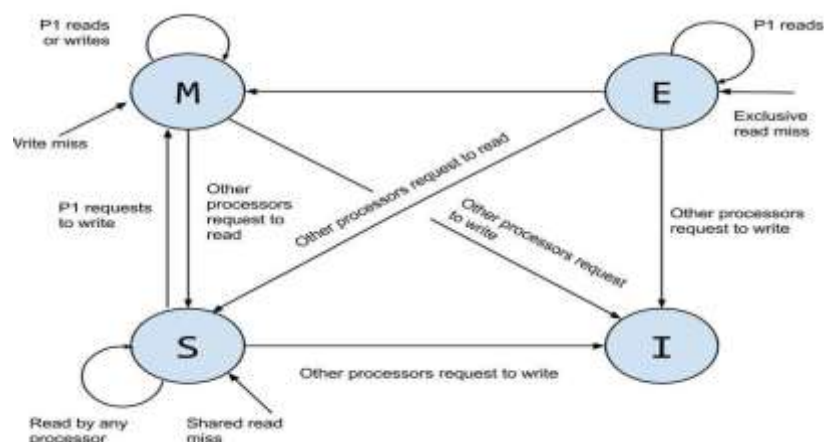 P1 reads
or writes
P1 reads
M
E
Write miss
Exclusive
read miss
P1 requests
to write
Other
processors
request to
read
Other processors request to read
Other processors request
to write
Other processors
request to write
S
I
Other processors request to write
Read by any
processor
Shared read
miss